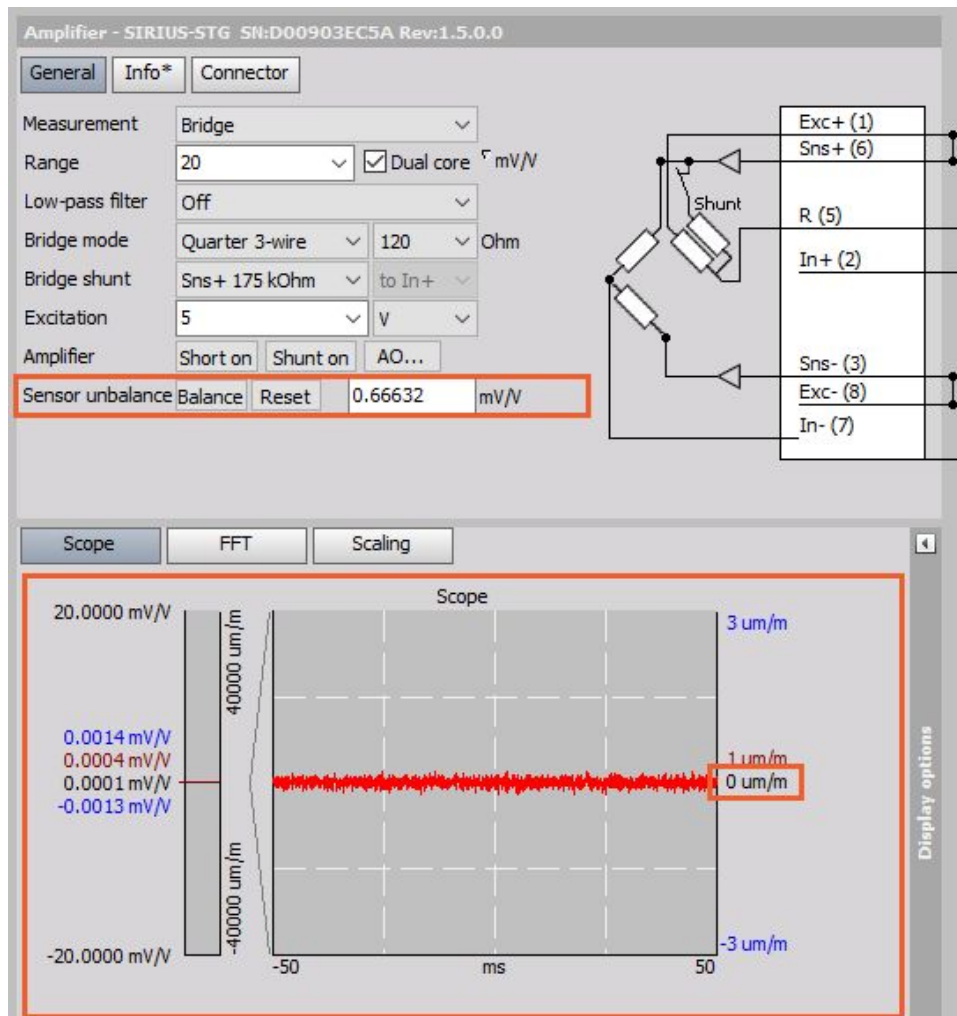 Amplifier - SIRIUS-STG SN:D00903EC5A Rev:1.5.0.0
General Info* Connector
Measurement Bridge
Range 20 Dual core mV/V
Low-pass filter Off
Bridge mode Quarter 3-wire 120 Ohm
Bridge shunt Sns+ 175 kOhm to In+
Excitation 5 V
Amplifier Short on Shunt on AO...
Sensor unbalance Balance Reset 0.66632 mV/V
Exc+ (1)
Sns+ (6)
Shunt
R (5)
In+ (2)
Sns- (3)
Exc- (8)
In- (7)
Scope FFT Scaling
Scope
20.0000 mV/V
40000 um/m
3 um/m
0.0014 mV/V
0.0004 mV/V
1 um/m
0.0001 mV/V
0 um/m
-0.0013 mV/V
-40000 um/m
-20.0000 mV/V
-3 um/m
-50 ms 50
Display options